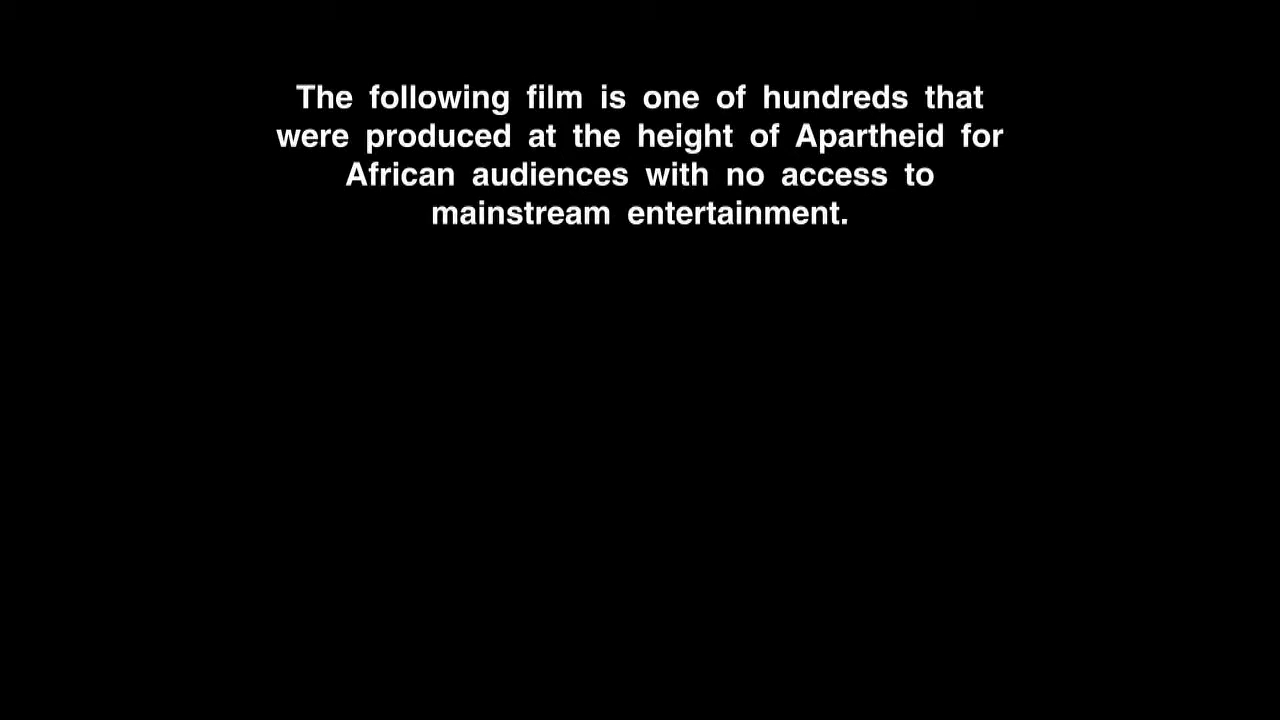 The following film is one of hundreds that
were produced at the height of Apartheid for
African audiences with no access to
mainstream entertainment.